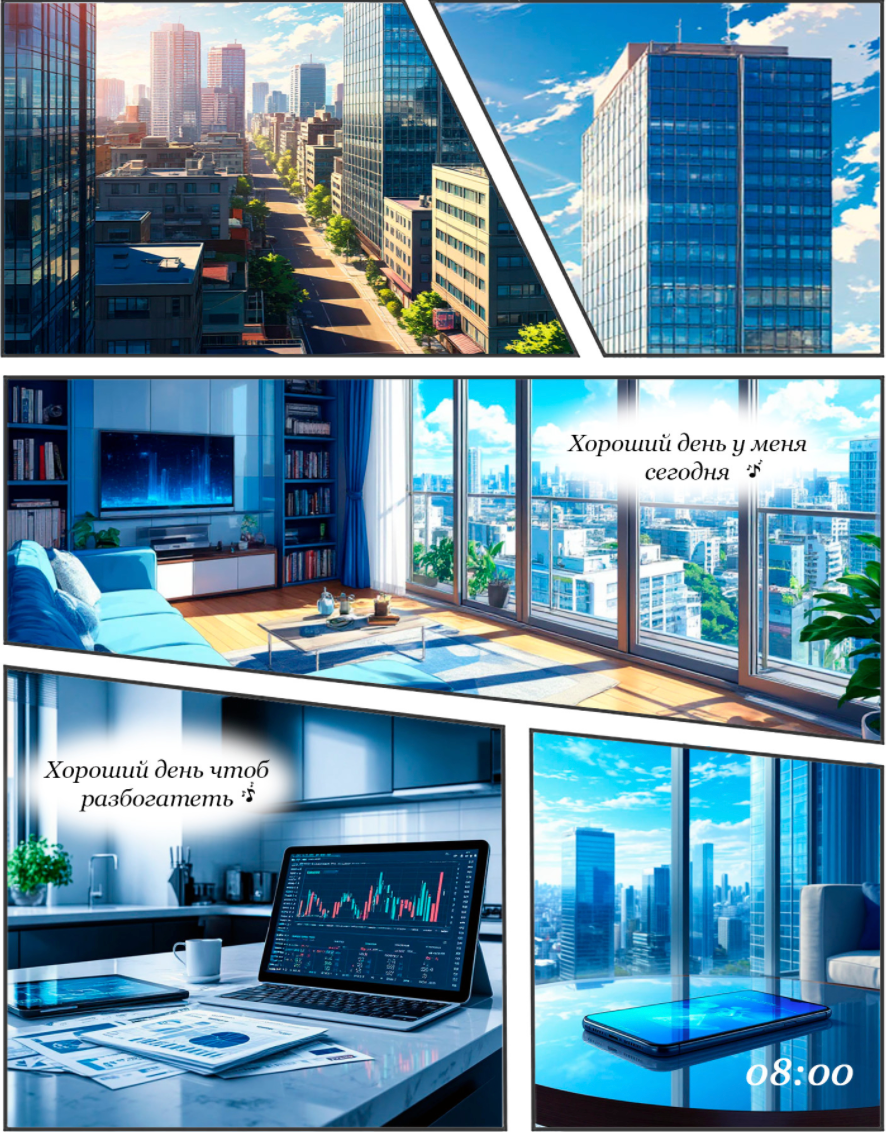 Хороший день у меня
сегодня
Хороший день чтоб
разбогатеть
08:00